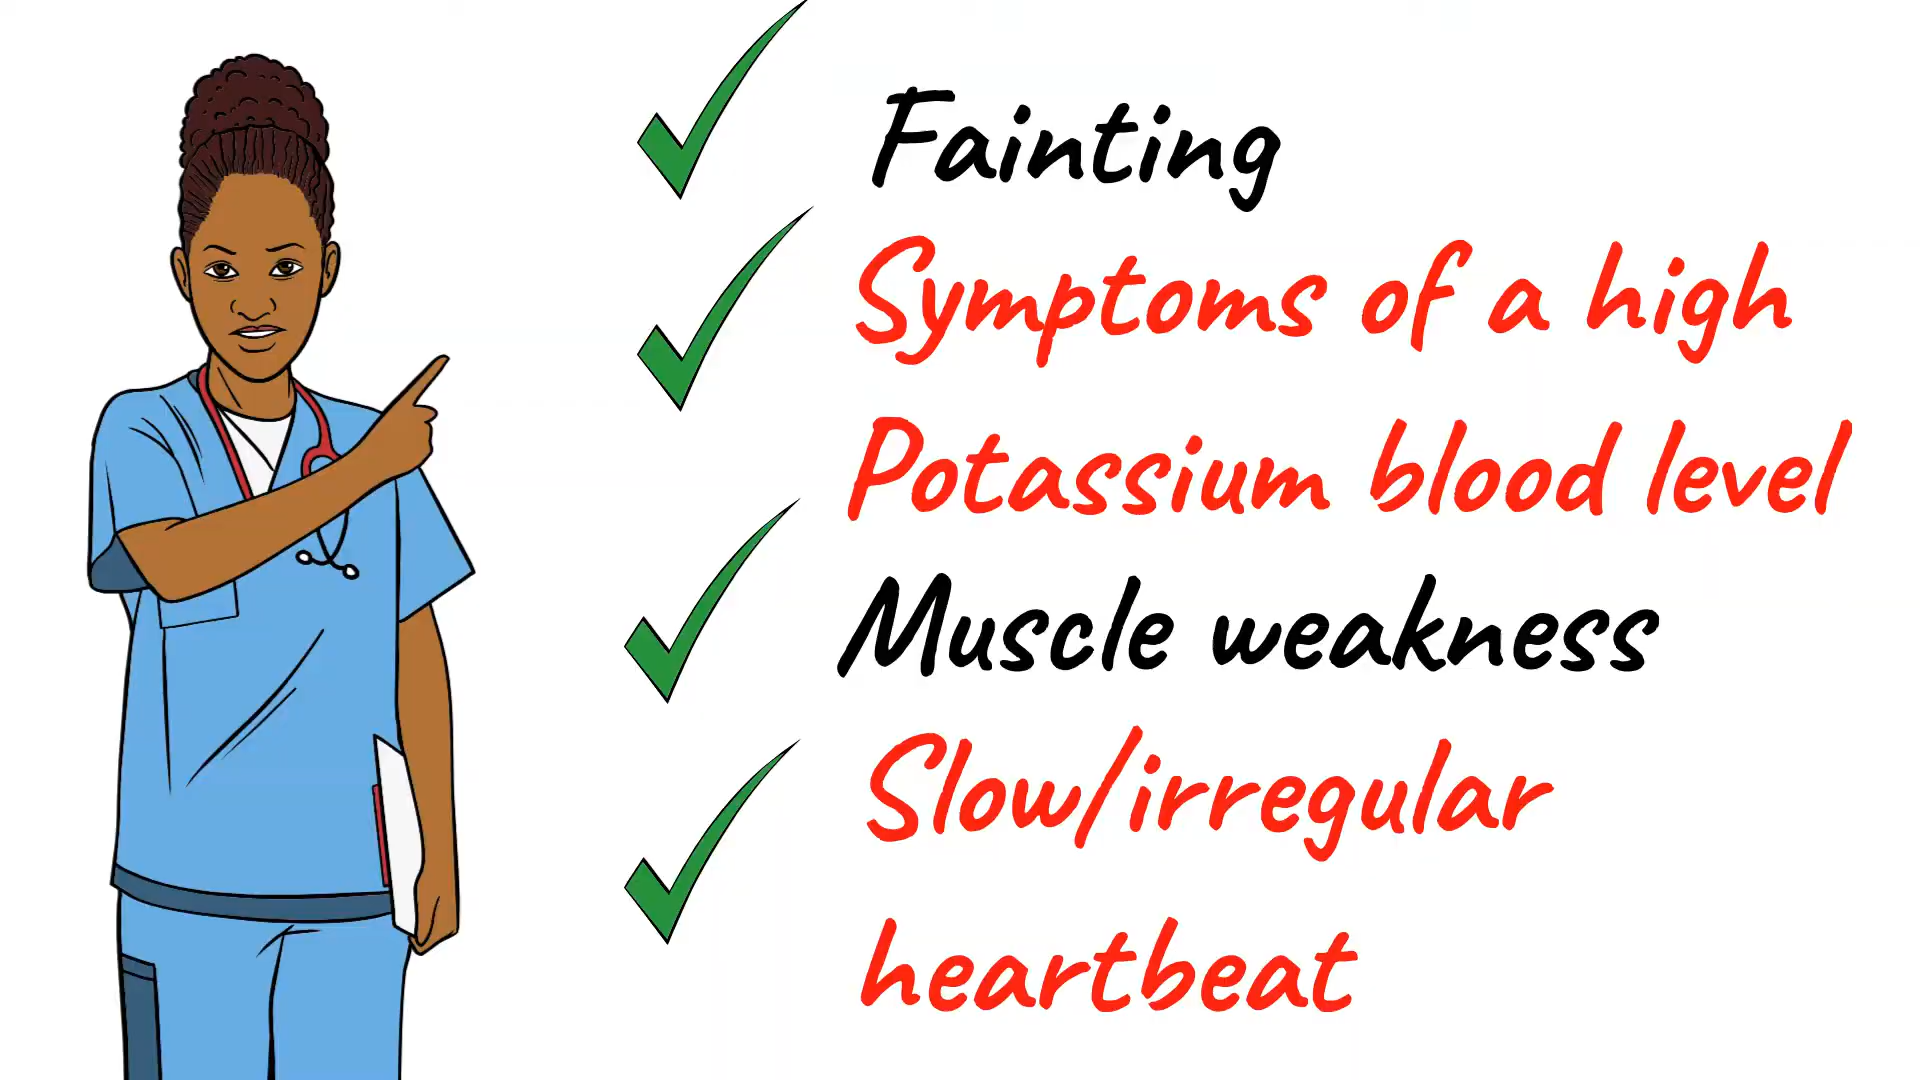 Fainting
Symptoms of a high
Potassium blood level
Muscle weakness
Slow/irregular
heartbeat